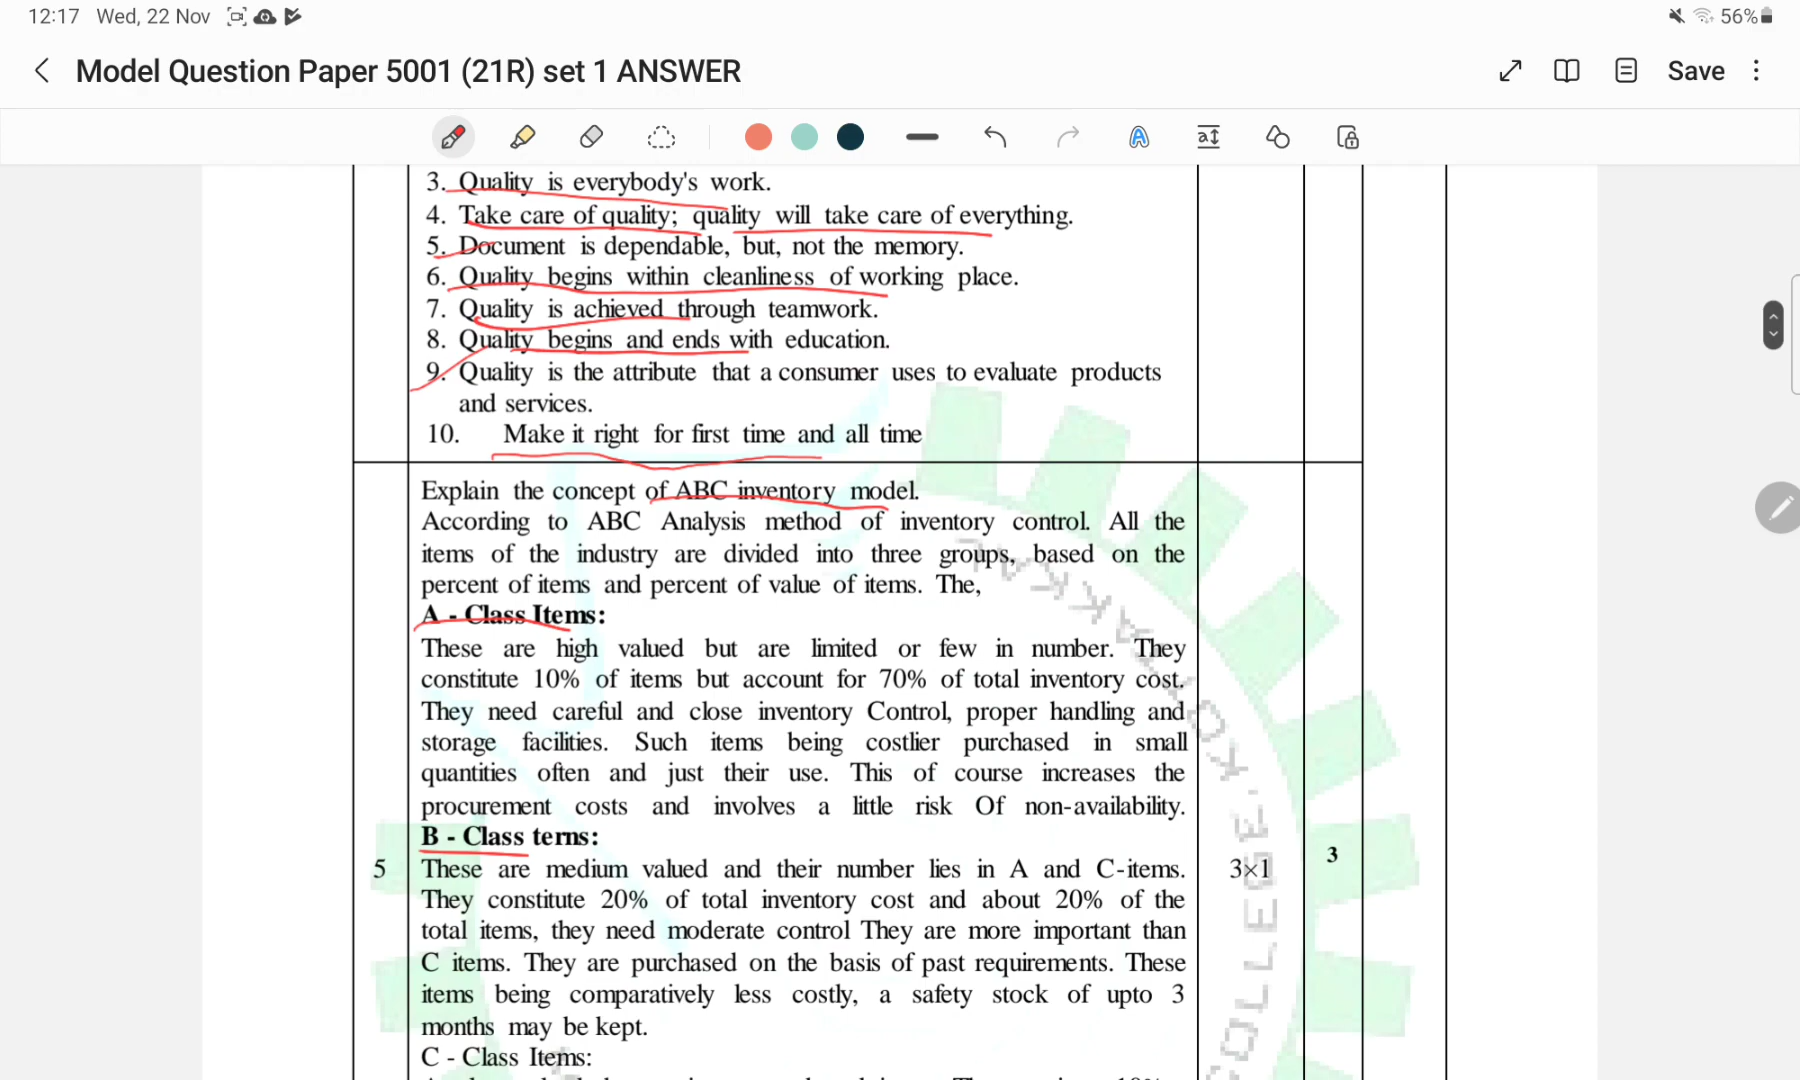 12:17 Wed, 22 Nov
56%
Model Question Paper 5001 (21R) set 1 ANSWER
Save
3. Quality is everybody's work.
4. Take care of quality; quality will take care of everything.
5. Document is dependable, but, not the memory.
6. Quality begins within cleanliness of working place.
7. Quality is achieved through teamwork.
8. Quality begins and ends with education.
9. Quality is the attribute that a consumer uses to evaluate products
and services.
10. Make it right for first time and all time
Explain the concept of ABC inventory model.
According to ABC Analysis method of inventory control. All the
items of the industry are divided into three groups, based on the
percent of items and percent of value of items. The,
A - Class Items:
These are high valued but are limited or few in number. They
constitute 10% of items but account for 70% of total inventory cost.
They need careful and close inventory Control, proper handling and
storage facilities. Such items being costlier purchased in small
quantities often and just their use. This of course increases the
procurement costs and involves a little risk Of non-availability.
B - Class terns:
5 These are medium valued and their number lies in A and C-items. 3×1 3
They constitute 20% of total inventory cost and about 20% of the
total items, they need moderate control They are more important than
C items. They are purchased on the basis of past requirements. These
items being comparatively less costly, a safety stock of upto 3
months may be kept.
C - Class Items: